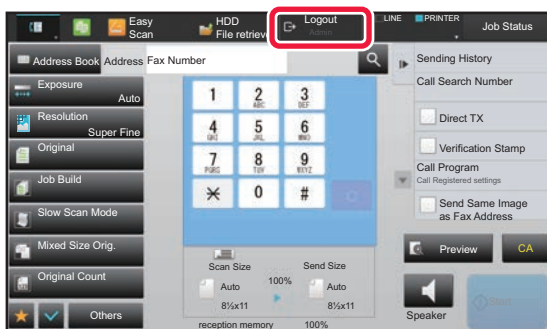 Easy
Scan
HDD
File retrieve
Logout
Admin
LINE
PRINTER
Job Status
Address Book
Address
Fax Number
Sending History
Call Search Number
Exposure
Auto
Resolution
Super Fine
Original
Job Build
Slow Scan Mode
Mixed Size Orig.
Original Count
Others
1
2
ABC
3
DEF
4
GHI
5
JKL
6
MNO
7
PQRS
8
TUV
9
WXYZ
0
#
Direct TX
Verification Stamp
Call Program
Call Registered settings
Send Same Image
as Fax Address
Preview
CA
Scan Size
Send Size
Auto
100%
Auto
8½x11
8½x11
reception memory
100%
Speaker
Start